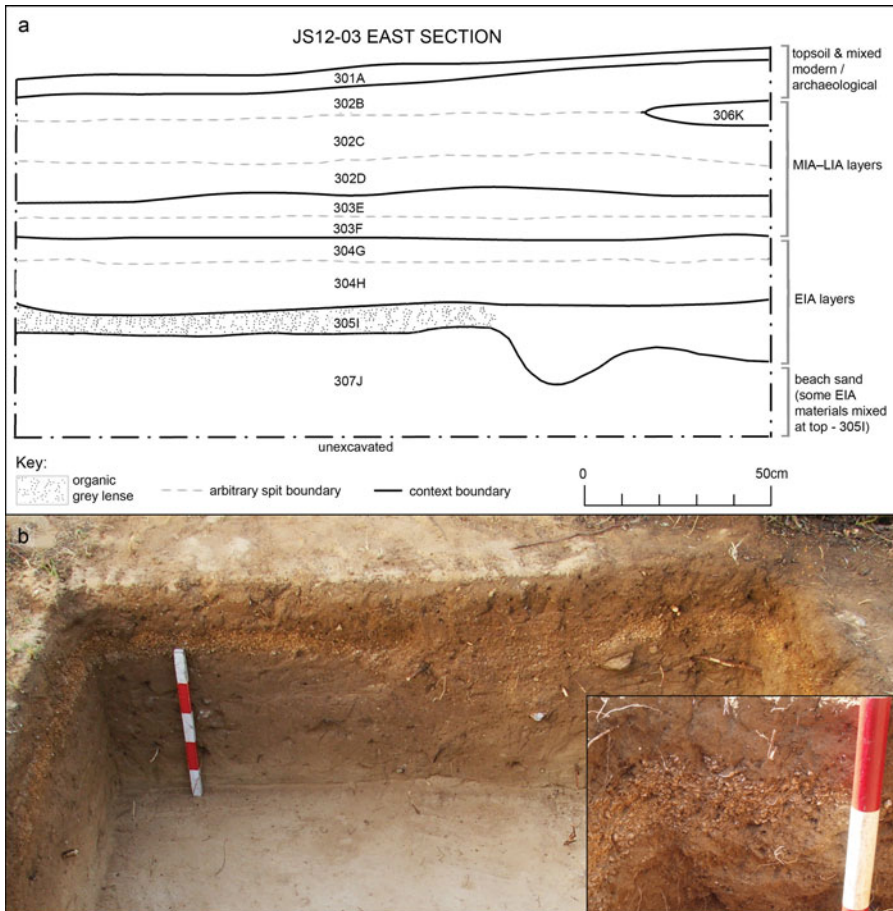 a
JS12-03 EAST SECTION
301A
302B
306K
302C
302D
303E
303F
304G
304H
305I
307J
unexcavated
topsoil & mixed
modern /
archaeological
MIA–LIA layers
EIA layers
beach sand
(some EIA
materials mixed
at top - 305I)
Key:
organic
grey lense
arbitrary spit boundary
context boundary
0
50cm
b